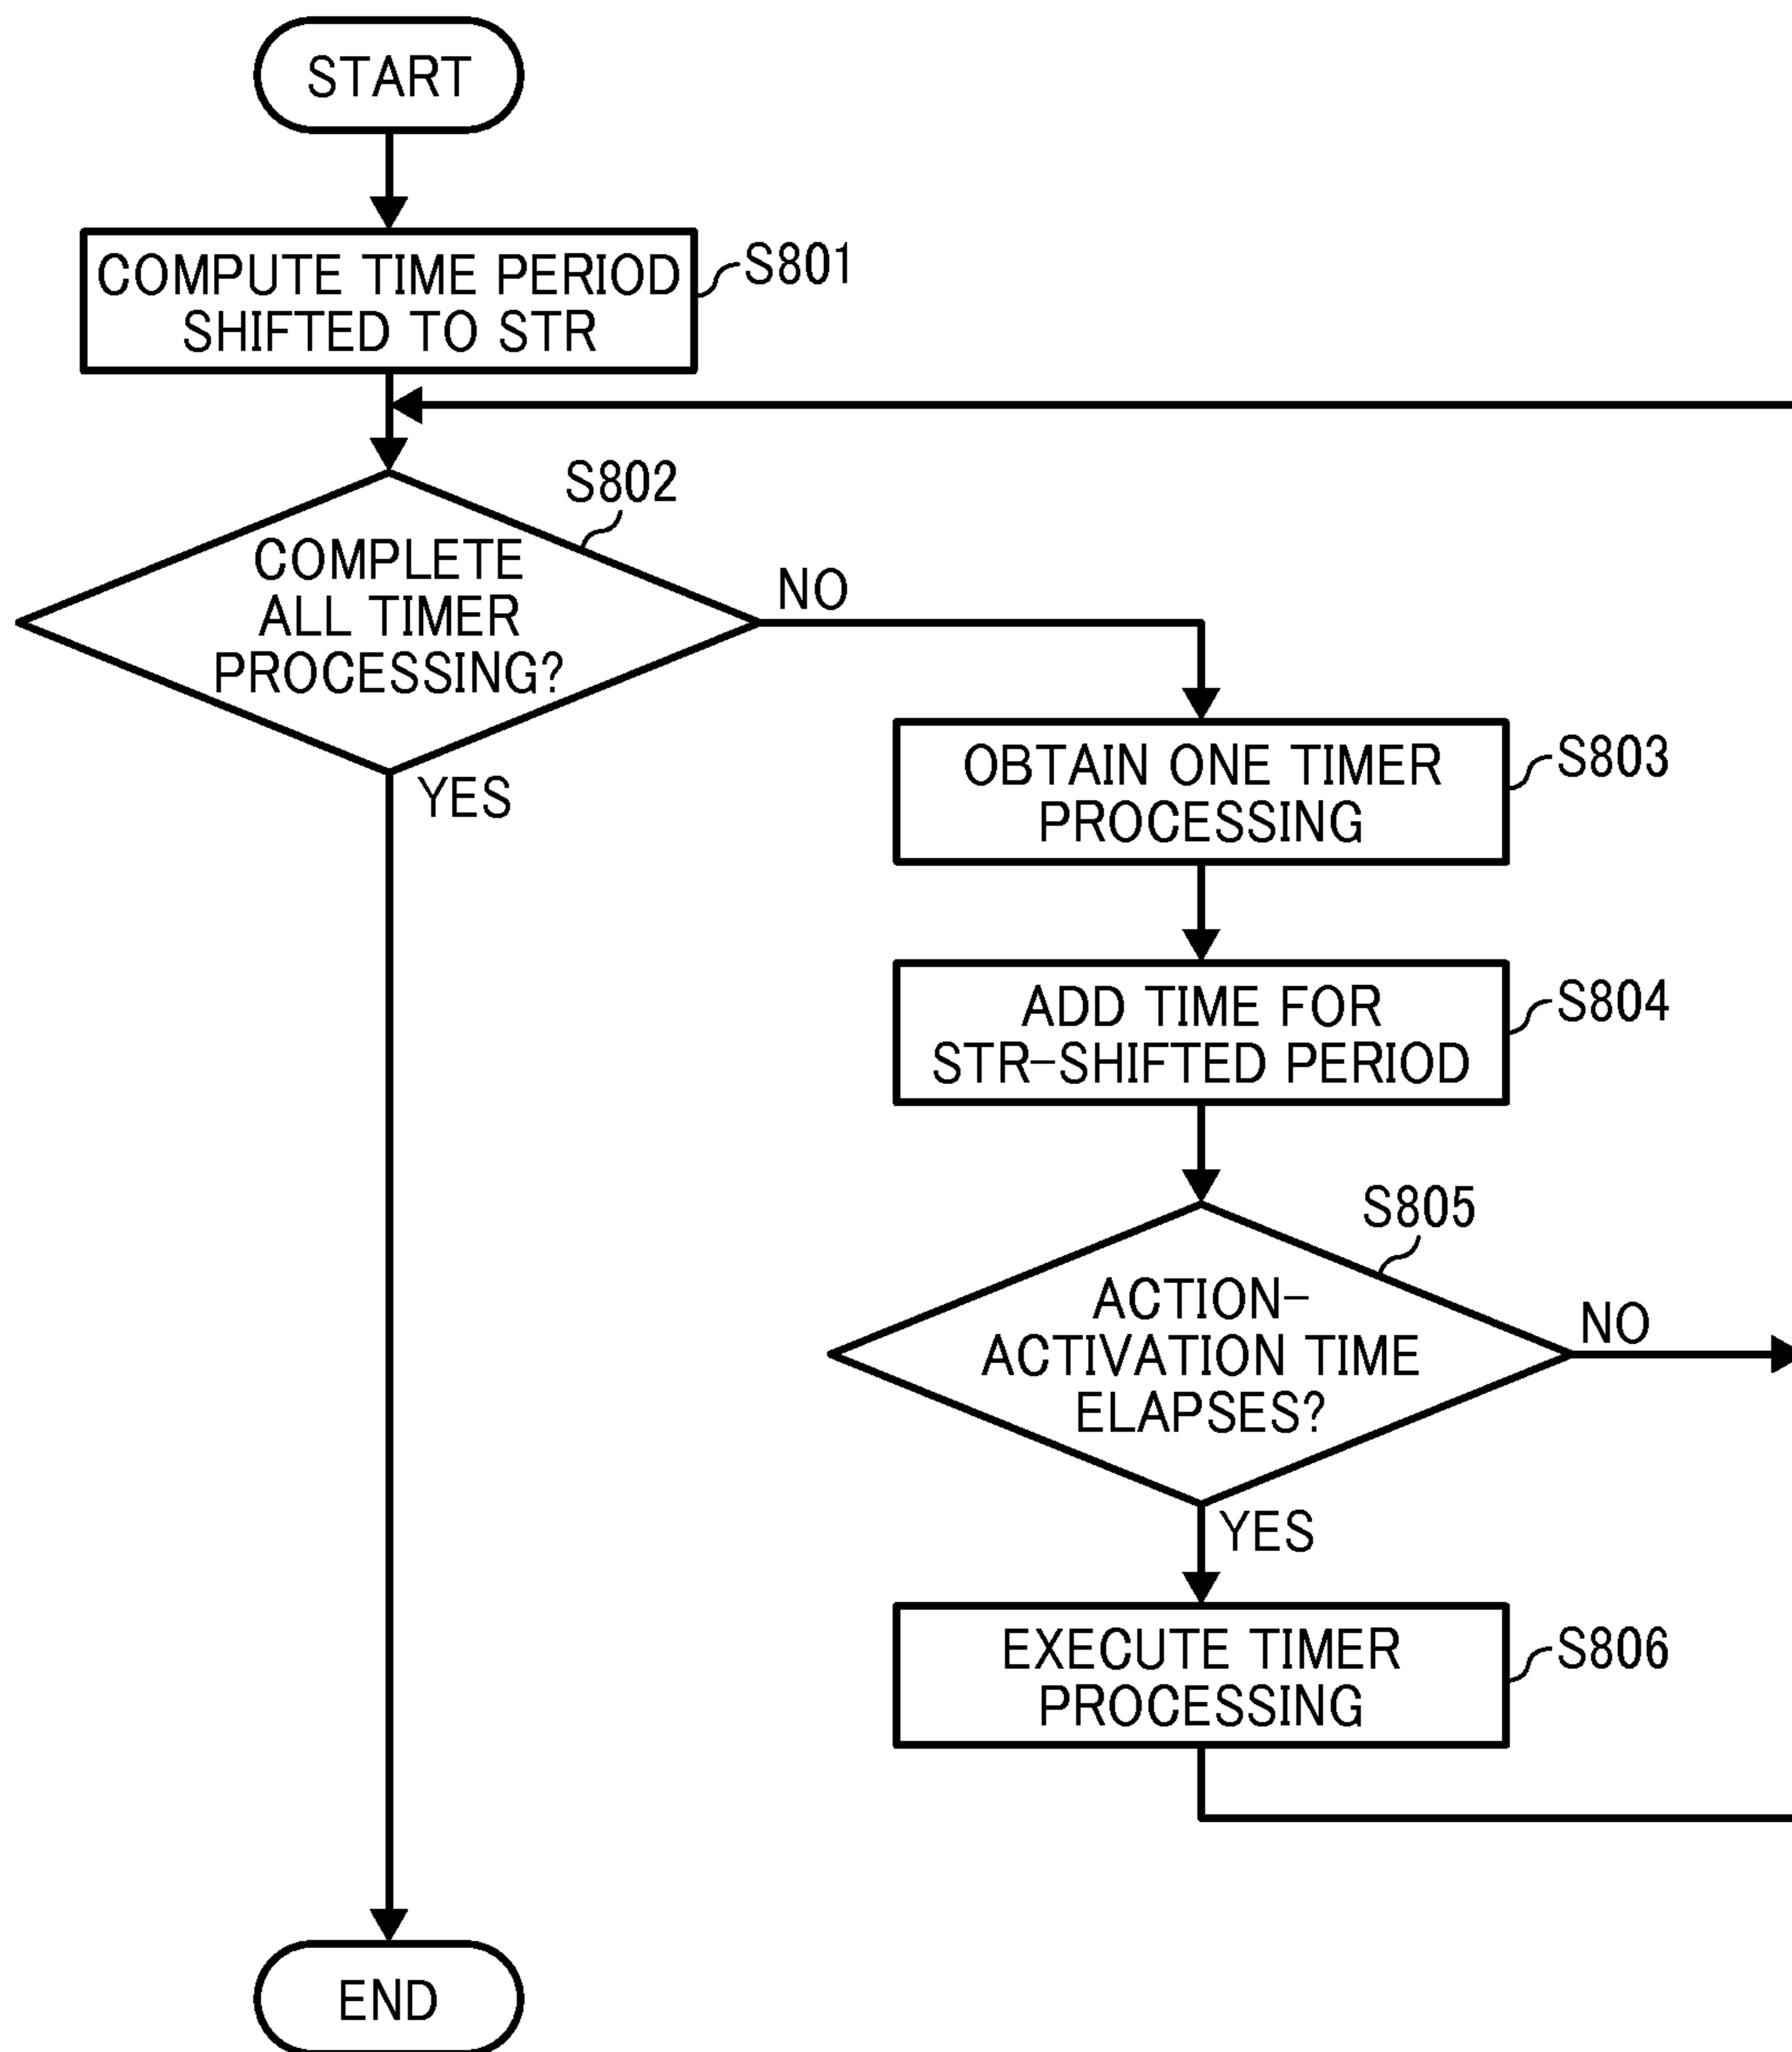 START
COMPUTE TIME PERIOD
SHIFTED TO STR
S801
S802
COMPLETE
ALL TIMER
PROCESSING?
NO
YES
OBTAIN ONE TIMER
PROCESSING
S803
ADD TIME FOR
STR-SHIFTED PERIOD
S804
S805
ACTION-
ACTIVATION TIME
ELAPSES?
NO
YES
EXECUTE TIMER
PROCESSING
S806
END